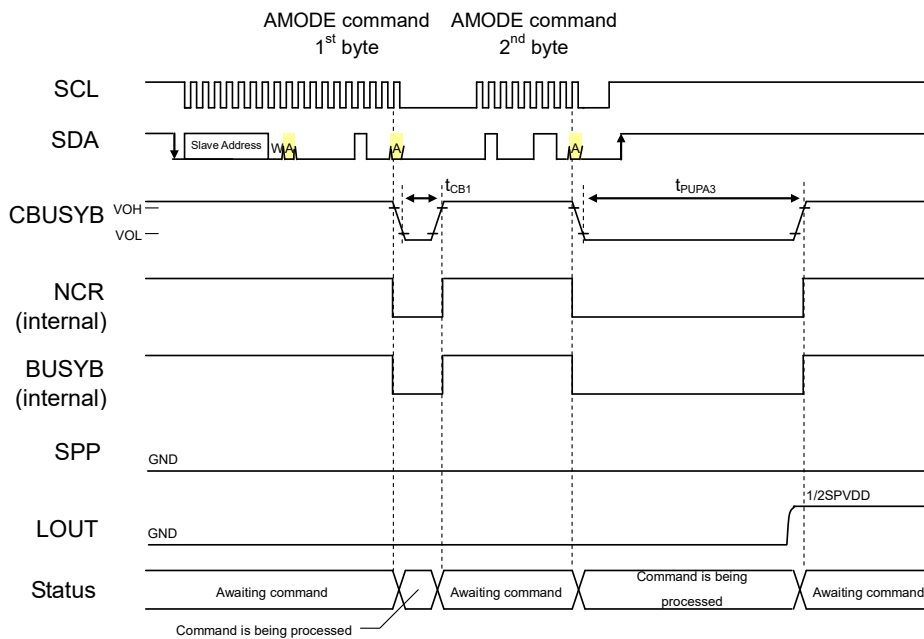 AMODE command
1st byte
AMODE command
2nd byte
SCL
SDA
Slave Address
W
A
A
A
CBUSYB
VOH
VOL
tCB1
tPUPA3
NCR
(internal)
BUSYB
(internal)
SPP
GND
LOUT
GND
1/2SPVDD
Status
Awaiting command
Awaiting command
Command is being
processed
Awaiting command
Command is being processed